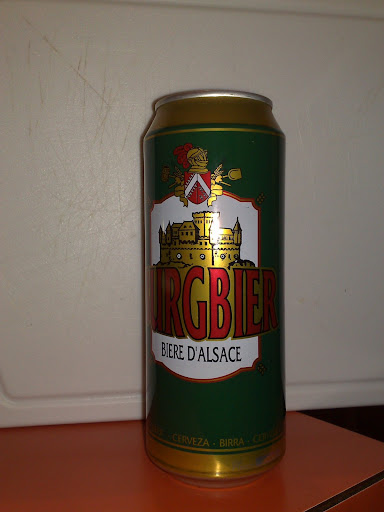 URGBIER
BIERE D'ALSACE
· CERVEZA · BIRRA ·